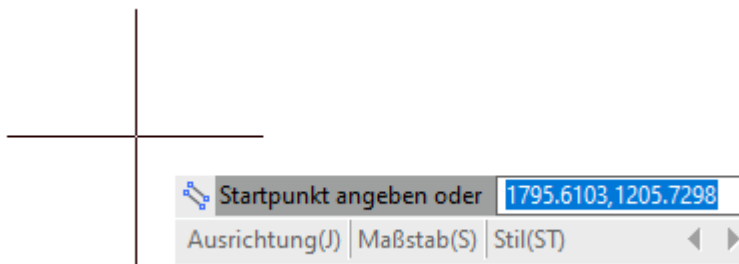 Startpunkt angeben oder 1795.6103,1205.7298
Ausrichtung(J) Maßstab(S) Stil(ST)